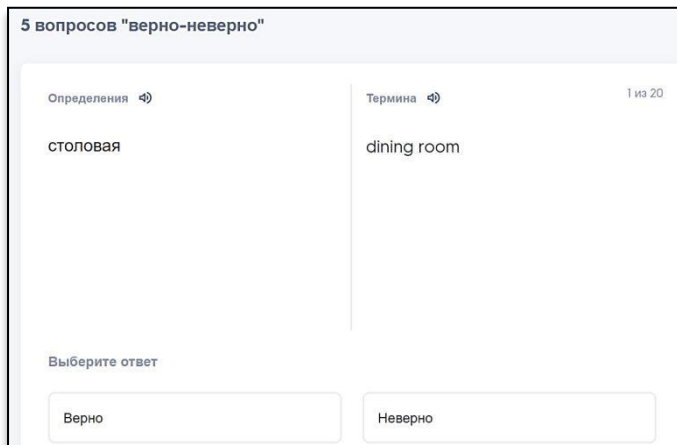 5 вопросов "верно-неверно"
Определения
Термина
1 из 20
столовая
dining room
Выберите ответ
Верно
Неверно